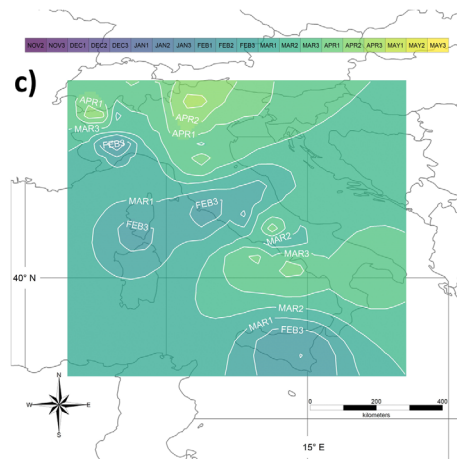 NOV2 NOV3 DEC1 DEC2 DEC3 JAN1 JAN2 JAN3 FEB1 FEB2 FEB3 MAR1 MAR2 MAR3 APR1 APR2 APR3 MAY1 MAY2 MAY3
c)
APR1
APR2
MAR3
APR1
FEB3
MAR1
FEB3
FEB3
MAR2
MAR3
40° N
MAR2
MAR1
FEB3
N
W E
S
0 100 200 300 400
kilometers
15° E